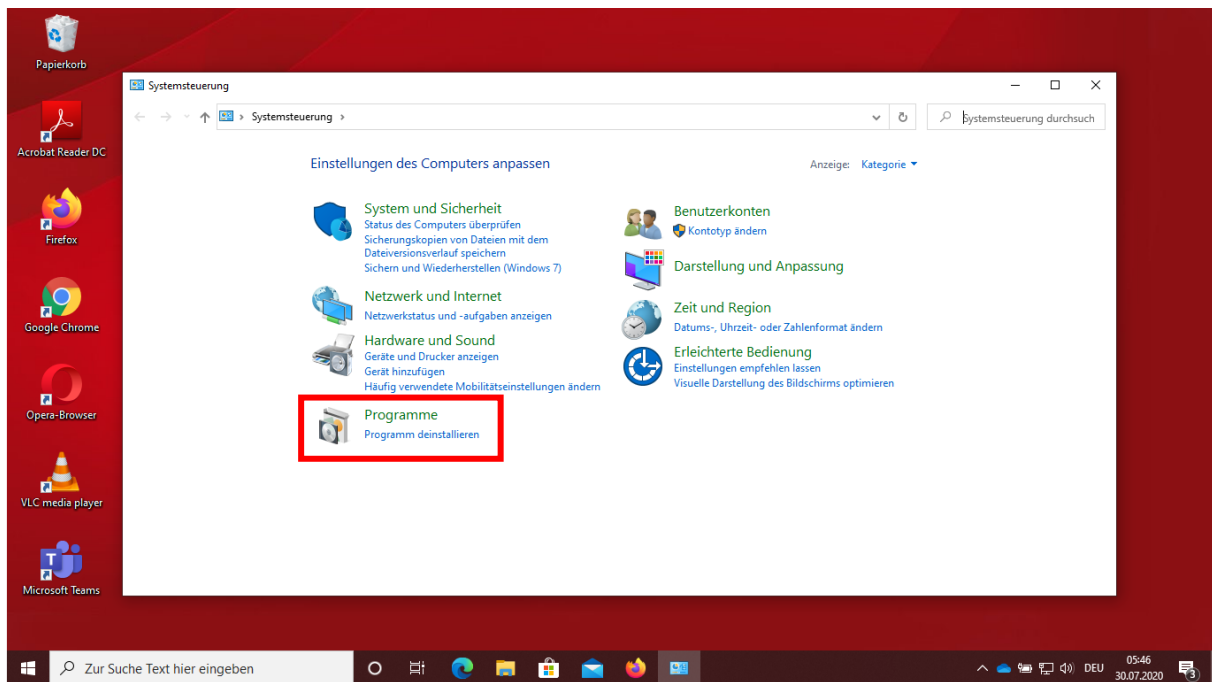 Papierkorb
Acrobat Reader DC
Firefox
Google Chrome
Opera-Browser
VLC media player
Microsoft Teams
Systemsteuerung
Systemsteuerung
Systemsteuerung durchsuch
Einstellungen des Computers anpassen
Anzeige: Kategorie
System und Sicherheit
Status des Computers überprüfen
Sicherungskopien von Dateien mit dem
Dateiversionsverlauf speichern
Sichern und Wiederherstellen (Windows 7)
Netzwerk und Internet
Netzwerkstatus und -aufgaben anzeigen
Hardware und Sound
Geräte und Drucker anzeigen
Gerät hinzufügen
Häufig verwendete Mobilitätseinstellungen ändern
Programme
Programm deinstallieren
Benutzerkonten
Kontotyp ändern
Darstellung und Anpassung
Zeit und Region
Datums-, Uhrzeit- oder Zahlenformat ändern
Erleichterte Bedienung
Einstellungen empfehlen lassen
Visuelle Darstellung des Bildschirms optimieren
Zur Suche Text hier eingeben
DEU
05:46
30.07.2020
3